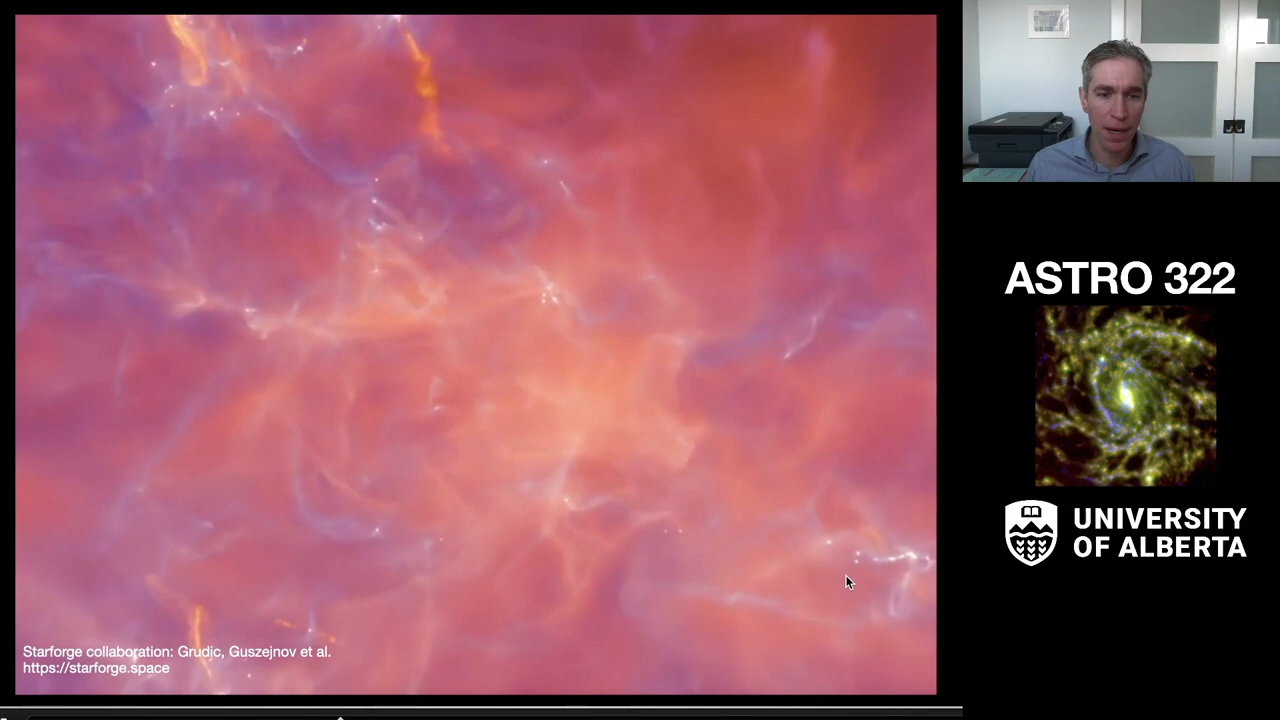 Starforge collaboration: Grudic, Guszejnov et al.
https://starforge.space
ASTRO 322
UNIVERSITY
OF ALBERTA